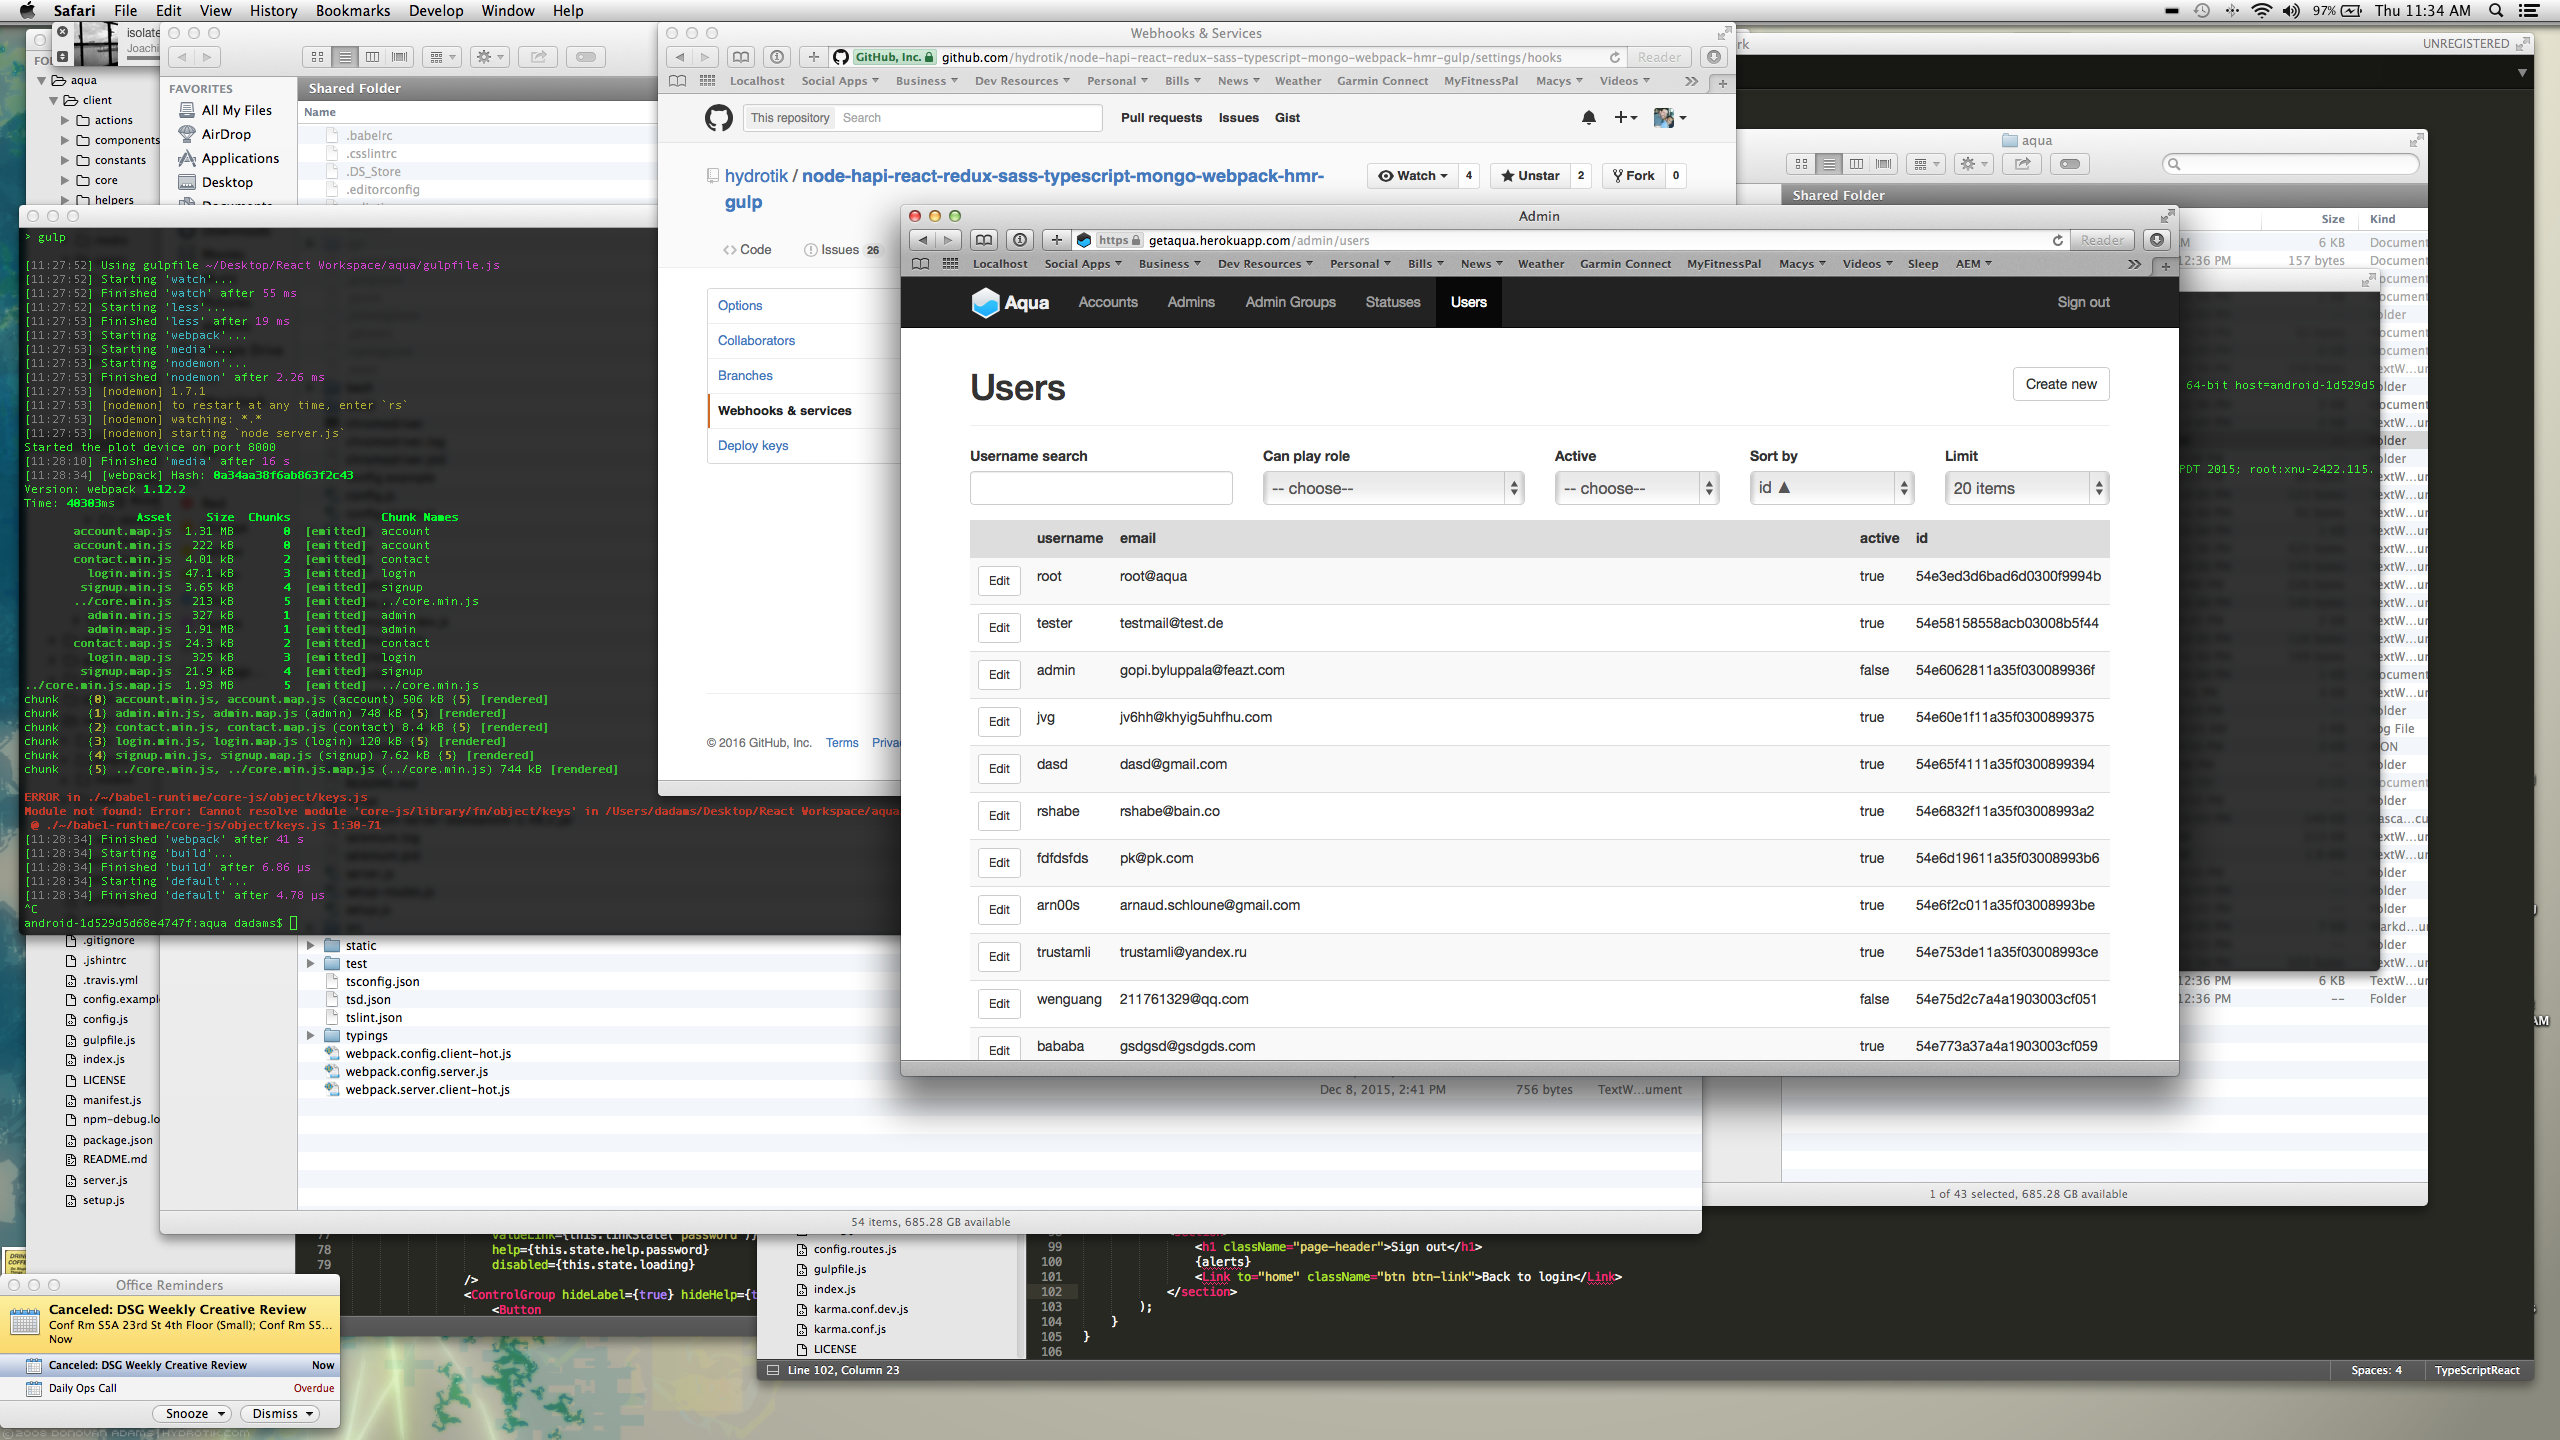 Safari File Edit View History Bookmarks Develop Window Help
97% Thu 11:34 AM
isolate
Joachi
aqua
client
actions
components
constants
core
helpers
FAVORITES
All My Files
AirDrop
Applications
Desktop
Shared Folder
Name
.babelrc
.csslintrc
.DS_Store
.editorconfig
Webhooks & Services
GitHub, Inc. github.com/hydrotik/node-hapi-react-redux-sass-typescript-mongo-webpack-hmr-gulp/settings/hooks
Reader
Localhost Social Apps Business Dev Resources Personal Bills News Weather Garmin Connect MyFitnessPal Macys Videos
This repository Search
Pull requests Issues Gist
hydrotik / node-hapi-react-redux-sass-typescript-mongo-webpack-hmr-
gulp
Watch 4 Unstar 2 Fork 0
Code Issues 26
Options
Collaborators
Branches
Webhooks & services
Deploy keys
© 2016 GitHub, Inc. Terms Priva
UNREGISTERED
aqua
Shared Folder
Size Kind
6 KB Document
12:36 PM 157 bytes Document
64-bit host=android-1d529d5
PDT 2015; root:xnu-2422.115.
12:36 PM 6 KB TextW...ur
12:36 PM -- Folder
1 of 43 selected, 685.28 GB available
> gulp
[11:27:52] Using gulpfile ~/Desktop/React Workspace/aqua/gulpfile.js
[11:27:52] Starting 'watch'...
[11:27:52] Finished 'watch' after 55 ms
[11:27:52] Starting 'less'...
[11:27:53] Finished 'less' after 19 ms
[11:27:53] Starting 'webpack'...
[11:27:53] Starting 'media'...
[11:27:53] Starting 'nodemon'...
[11:27:53] Finished 'nodemon' after 2.26 ms
[11:27:53] [nodemon] 1.7.1
[11:27:53] [nodemon] to restart at any time, enter `rs`
[11:27:53] [nodemon] watching: *.*
[11:27:53] [nodemon] starting `node server.js`
Started the plot device on port 8000
[11:28:10] Finished 'media' after 16 s
[11:28:34] [webpack] Hash: 0a34aa38f6ab863f2c43
Version: webpack 1.12.2
Time: 40303ms
Asset Size Chunks Chunk Names
account.map.js 1.31 MB 0 [emitted] account
account.min.js 222 kB 0 [emitted] account
contact.min.js 4.01 kB 2 [emitted] contact
login.min.js 47.1 kB 3 [emitted] login
signup.min.js 3.65 kB 4 [emitted] signup
../core.min.js 213 kB 5 [emitted] ../core.min.js
admin.min.js 327 kB 1 [emitted] admin
admin.map.js 1.91 MB 1 [emitted] admin
contact.map.js 24.3 kB 2 [emitted] contact
login.map.js 325 kB 3 [emitted] login
signup.map.js 21.9 kB 4 [emitted] signup
../core.min.js.map.js 1.93 MB 5 [emitted] ../core.min.js
chunk {0} account.min.js, account.map.js (account) 506 kB {5} [rendered]
chunk {1} admin.min.js, admin.map.js (admin) 748 kB {5} [rendered]
chunk {2} contact.min.js, contact.map.js (contact) 8.4 kB {5} [rendered]
chunk {3} login.min.js, login.map.js (login) 120 kB {5} [rendered]
chunk {4} signup.min.js, signup.map.js (signup) 7.62 kB {5} [rendered]
chunk {5} ../core.min.js, ../core.min.js.map.js (../core.min.js) 744 kB [rendered]
ERROR in ./~/babel-runtime/core-js/object/keys.js
Module not found: Error: Cannot resolve module 'core-js/library/fn/object/keys' in /Users/dadams/Desktop/React Workspace/aqua
@ ./~/babel-runtime/core-js/object/keys.js 1:30-71
[11:28:34] Finished 'webpack' after 41 s
[11:28:34] Starting 'build'...
[11:28:34] Finished 'build' after 6.86 μs
[11:28:34] Starting 'default'...
[11:28:34] Finished 'default' after 4.78 μs
^C
android-1d529d5d68e4747f:aqua dadams$
Admin
https getaqua.herokuapp.com/admin/users
Reader
Localhost Social Apps Business Dev Resources Personal Bills News Weather Garmin Connect MyFitnessPal Macys Videos Sleep AEM
Aqua Accounts Admins Admin Groups Statuses Users Sign out
Users
Create new
Username search Can play role Active Sort by Limit
-- choose-- -- choose-- id ▲ 20 items
username email active id
Edit root root@aqua true 54e3ed3d6bad6d0300f9994b
Edit tester testmail@test.de true 54e58158558acb03008b5f44
Edit admin gopi.byluppala@feazt.com false 54e6062811a35f030089936f
Edit jvg jv6hh@khyig5uhfhu.com true 54e60e1f11a35f0300899375
Edit dasd dasd@gmail.com true 54e65f4111a35f0300899394
Edit rshabe rshabe@bain.co true 54e6832f11a35f03008993a2
Edit fdfdsfds pk@pk.com true 54e6d19611a35f03008993b6
Edit arn00s arnaud.schloune@gmail.com true 54e6f2c011a35f03008993be
Edit trustamli trustamli@yandex.ru true 54e753de11a35f03008993ce
Edit wenguang 211761329@qq.com false 54e75d2c7a4a1903003cf051
Edit bababa gsdgsd@gsdgds.com true 54e773a37a4a1903003cf059
.gitignore
.jshintrc
.travis.yml
config.exampl
config.js
gulpfile.js
index.js
LICENSE
manifest.js
npm-debug.lo
package.json
README.md
server.js
setup.js
static
test
tsconfig.json
tsd.json
tslint.json
typings
webpack.config.client-hot.js
webpack.config.server.js
webpack.server.client-hot.js
Dec 8, 2015, 2:41 PM 756 bytes TextW...ument
54 items, 685.28 GB available
77 valueLink={this.linkState('password')}
78 help={this.state.help.password}
79 disabled={this.state.loading}
/>
<ControlGroup hideLabel={true} hideHelp={t
<Button
config.routes.js
gulpfile.js
index.js
karma.conf.dev.js
karma.conf.js
LICENSE
99 <h1 className="page-header">Sign out</h1>
100 {alerts}
101 <Link to="home" className="btn btn-link">Back to login</Link>
102 </section>
103 );
104 }
105 }
106
Line 102, Column 23
Spaces: 4 TypeScriptReact
Office Reminders
Canceled: DSG Weekly Creative Review
Conf Rm S5A 23rd St 4th Floor (Small); Conf Rm S5...
Now
Canceled: DSG Weekly Creative Review Now
Daily Ops Call Overdue
Snooze Dismiss
©2008 DONOVAN ADAMS|HYDROTIK.COM